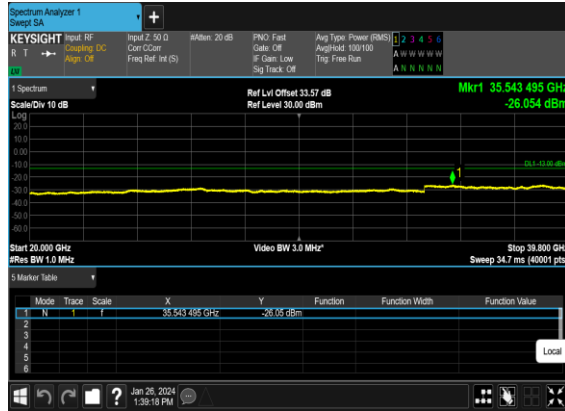 Spectrum Analyzer 1
Swept SA
+
KEYSIGHT
R T
Input: RF
Coupling: DC
Align: Off
Input Z: 50 Ω
Corr CCorr
Freq Ref: Int (S)
#Atten: 20 dB
PNO: Fast
Gate: Off
IF Gain: Low
Sig Track: Off
Avg Type: Power (RMS)
Avg|Hold: 100/100
Trig: Free Run
1 2 3 4 5 6
A W W W W W
A N N N N N
1 Spectrum
Scale/Div 10 dB
Log
Ref Lvl Offset 33.57 dB
Ref Level 30.00 dBm
Mkr1 35.543 495 GHz
-26.054 dBm
20.0
10.0
0.00
-10.0
-20.0
-30.0
-40.0
-50.0
-60.0
DL1 -13.00 dBm
1
Start 20.000 GHz
#Res BW 1.0 MHz
Video BW 3.0 MHz*
Stop 39.800 GHz
Sweep 34.7 ms (40001 pts)
5 Marker Table
Mode Trace Scale X Y Function Function Width Function Value
1 N 1 f 35.543 495 GHz -26.05 dBm
2
3
4
5
6
Local
?
Jan 26, 2024
1:39:18 PM